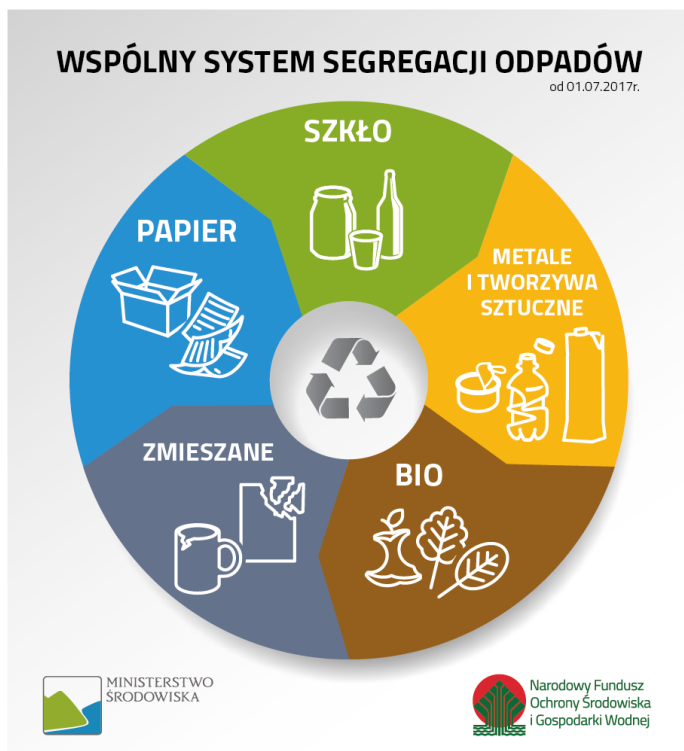 WSPÓLNY SYSTEM SEGREGACJI ODPADÓW
od 01.07.2017r.
SZKŁO
PAPIER
METALE
I TWORZYWA
SZTUCZNE
ZMIESZANE
BIO
MINISTERSTWO
ŚRODOWISKA
Narodowy Fundusz
Ochrony Środowiska
i Gospodarki Wodnej